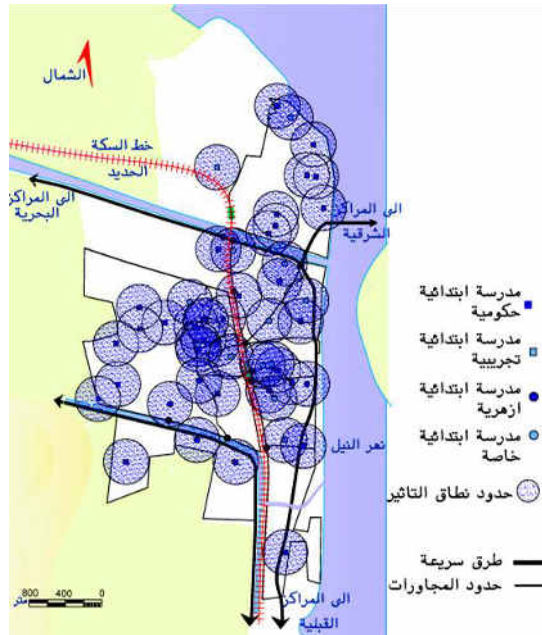 الشمال
خط السكة
الحديد
الى المراكز
البحرية
الى المراكز
الشرقية
مدرسة ابتدائية
حكومية
مدرسة ابتدائية
تجريبية
مدرسة ابتدائية
ازهرية
مدرسة ابتدائية
خاصة
نهر النيل
حدود نطاق التاثير
طرق سريعة
حدود المجاورات
الى المراكز
القبلية
800 400 0
متر